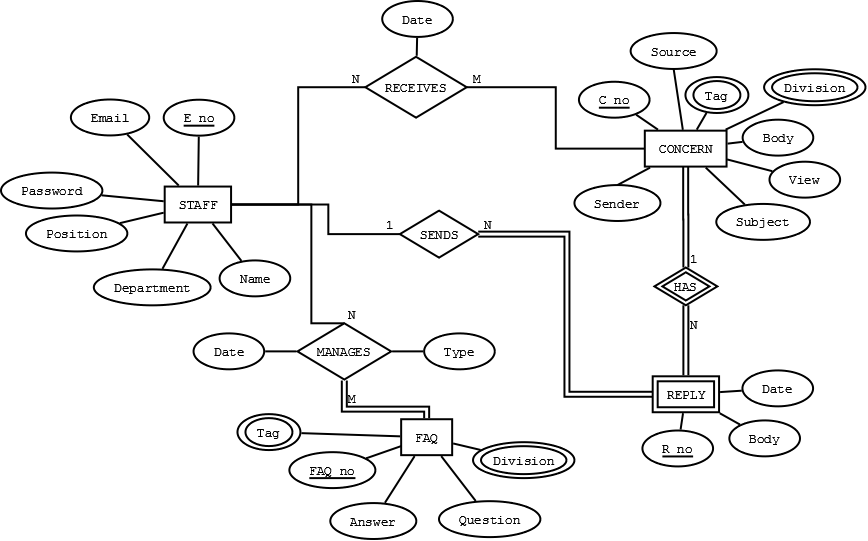 Date
Source
N
RECEIVES
M
C no
Tag
Division
Email
E no
Body
CONCERN
View
Password
STAFF
Sender
Position
Subject
1
SENDS
N
1
Department
Name
HAS
N
N
Date
MANAGES
Type
Date
REPLY
M
Tag
FAQ
Body
R no
FAQ no
Division
Answer
Question